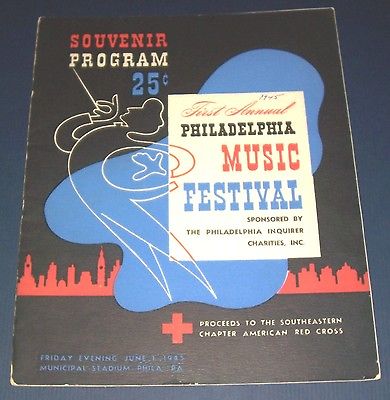 SOUVENIR
PROGRAM
25¢
1945
First Annual
PHILADELPHIA
MUSIC
FESTIVAL
SPONSORED BY
THE PHILADELPHIA INQUIRER
CHARITIES, INC.
PROCEEDS TO THE SOUTHEASTERN
CHAPTER AMERICAN RED CROSS
FRIDAY EVENING JUNE 1, 1945
MUNICIPAL STADIUM - PHILA., PA.